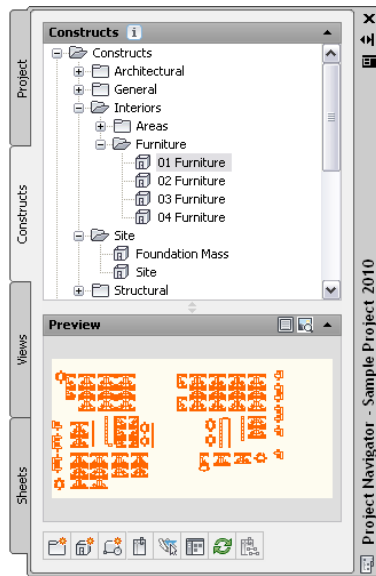 Constructs
Constructs
Architectural
General
Interiors
Areas
Furniture
01 Furniture
02 Furniture
03 Furniture
04 Furniture
Site
Foundation Mass
Site
Structural
Preview
Project
Constructs
Views
Sheets
Project Navigator - Sample Project 2010